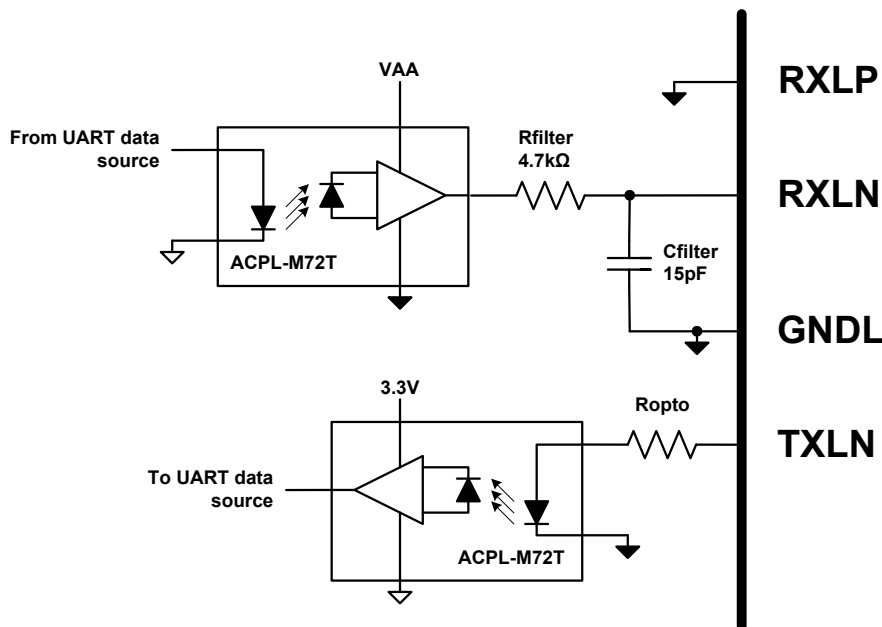 RXLP
VAA
From UART data
source
Rfilter
4.7kΩ
RXLN
ACPL-M72T
Cfilter
15pF
GNDL
3.3V
Ropto
TXLN
To UART data
source
ACPL-M72T